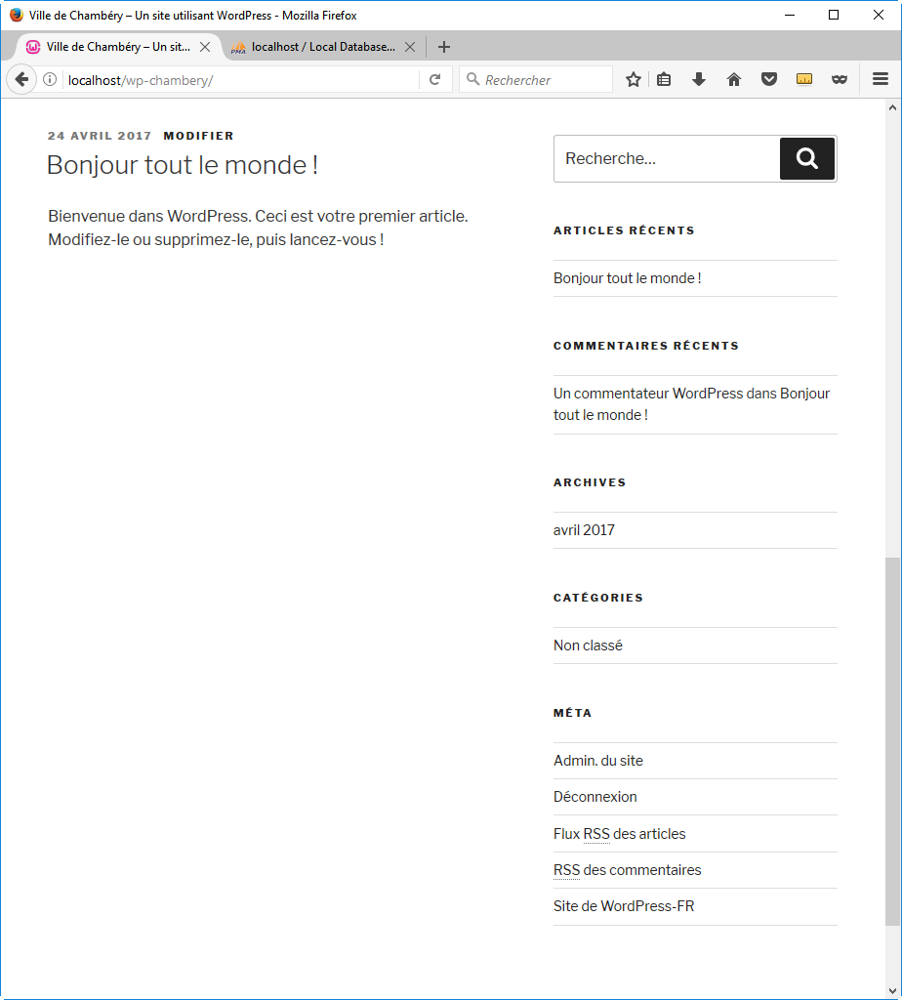 Ville de Chambéry – Un site utilisant WordPress - Mozilla Firefox
Ville de Chambéry – Un sit...
PMA
localhost / Local Database...
localhost/wp-chambery/
Rechercher
24 AVRIL 2017 MODIFIER
Bonjour tout le monde !
Bienvenue dans WordPress. Ceci est votre premier article.
Modifiez-le ou supprimez-le, puis lancez-vous !
Recherche…
ARTICLES RÉCENTS
Bonjour tout le monde !
COMMENTAIRES RÉCENTS
Un commentateur WordPress dans Bonjour
tout le monde !
ARCHIVES
avril 2017
CATÉGORIES
Non classé
MÉTA
Admin. du site
Déconnexion
Flux RSS des articles
RSS des commentaires
Site de WordPress-FR